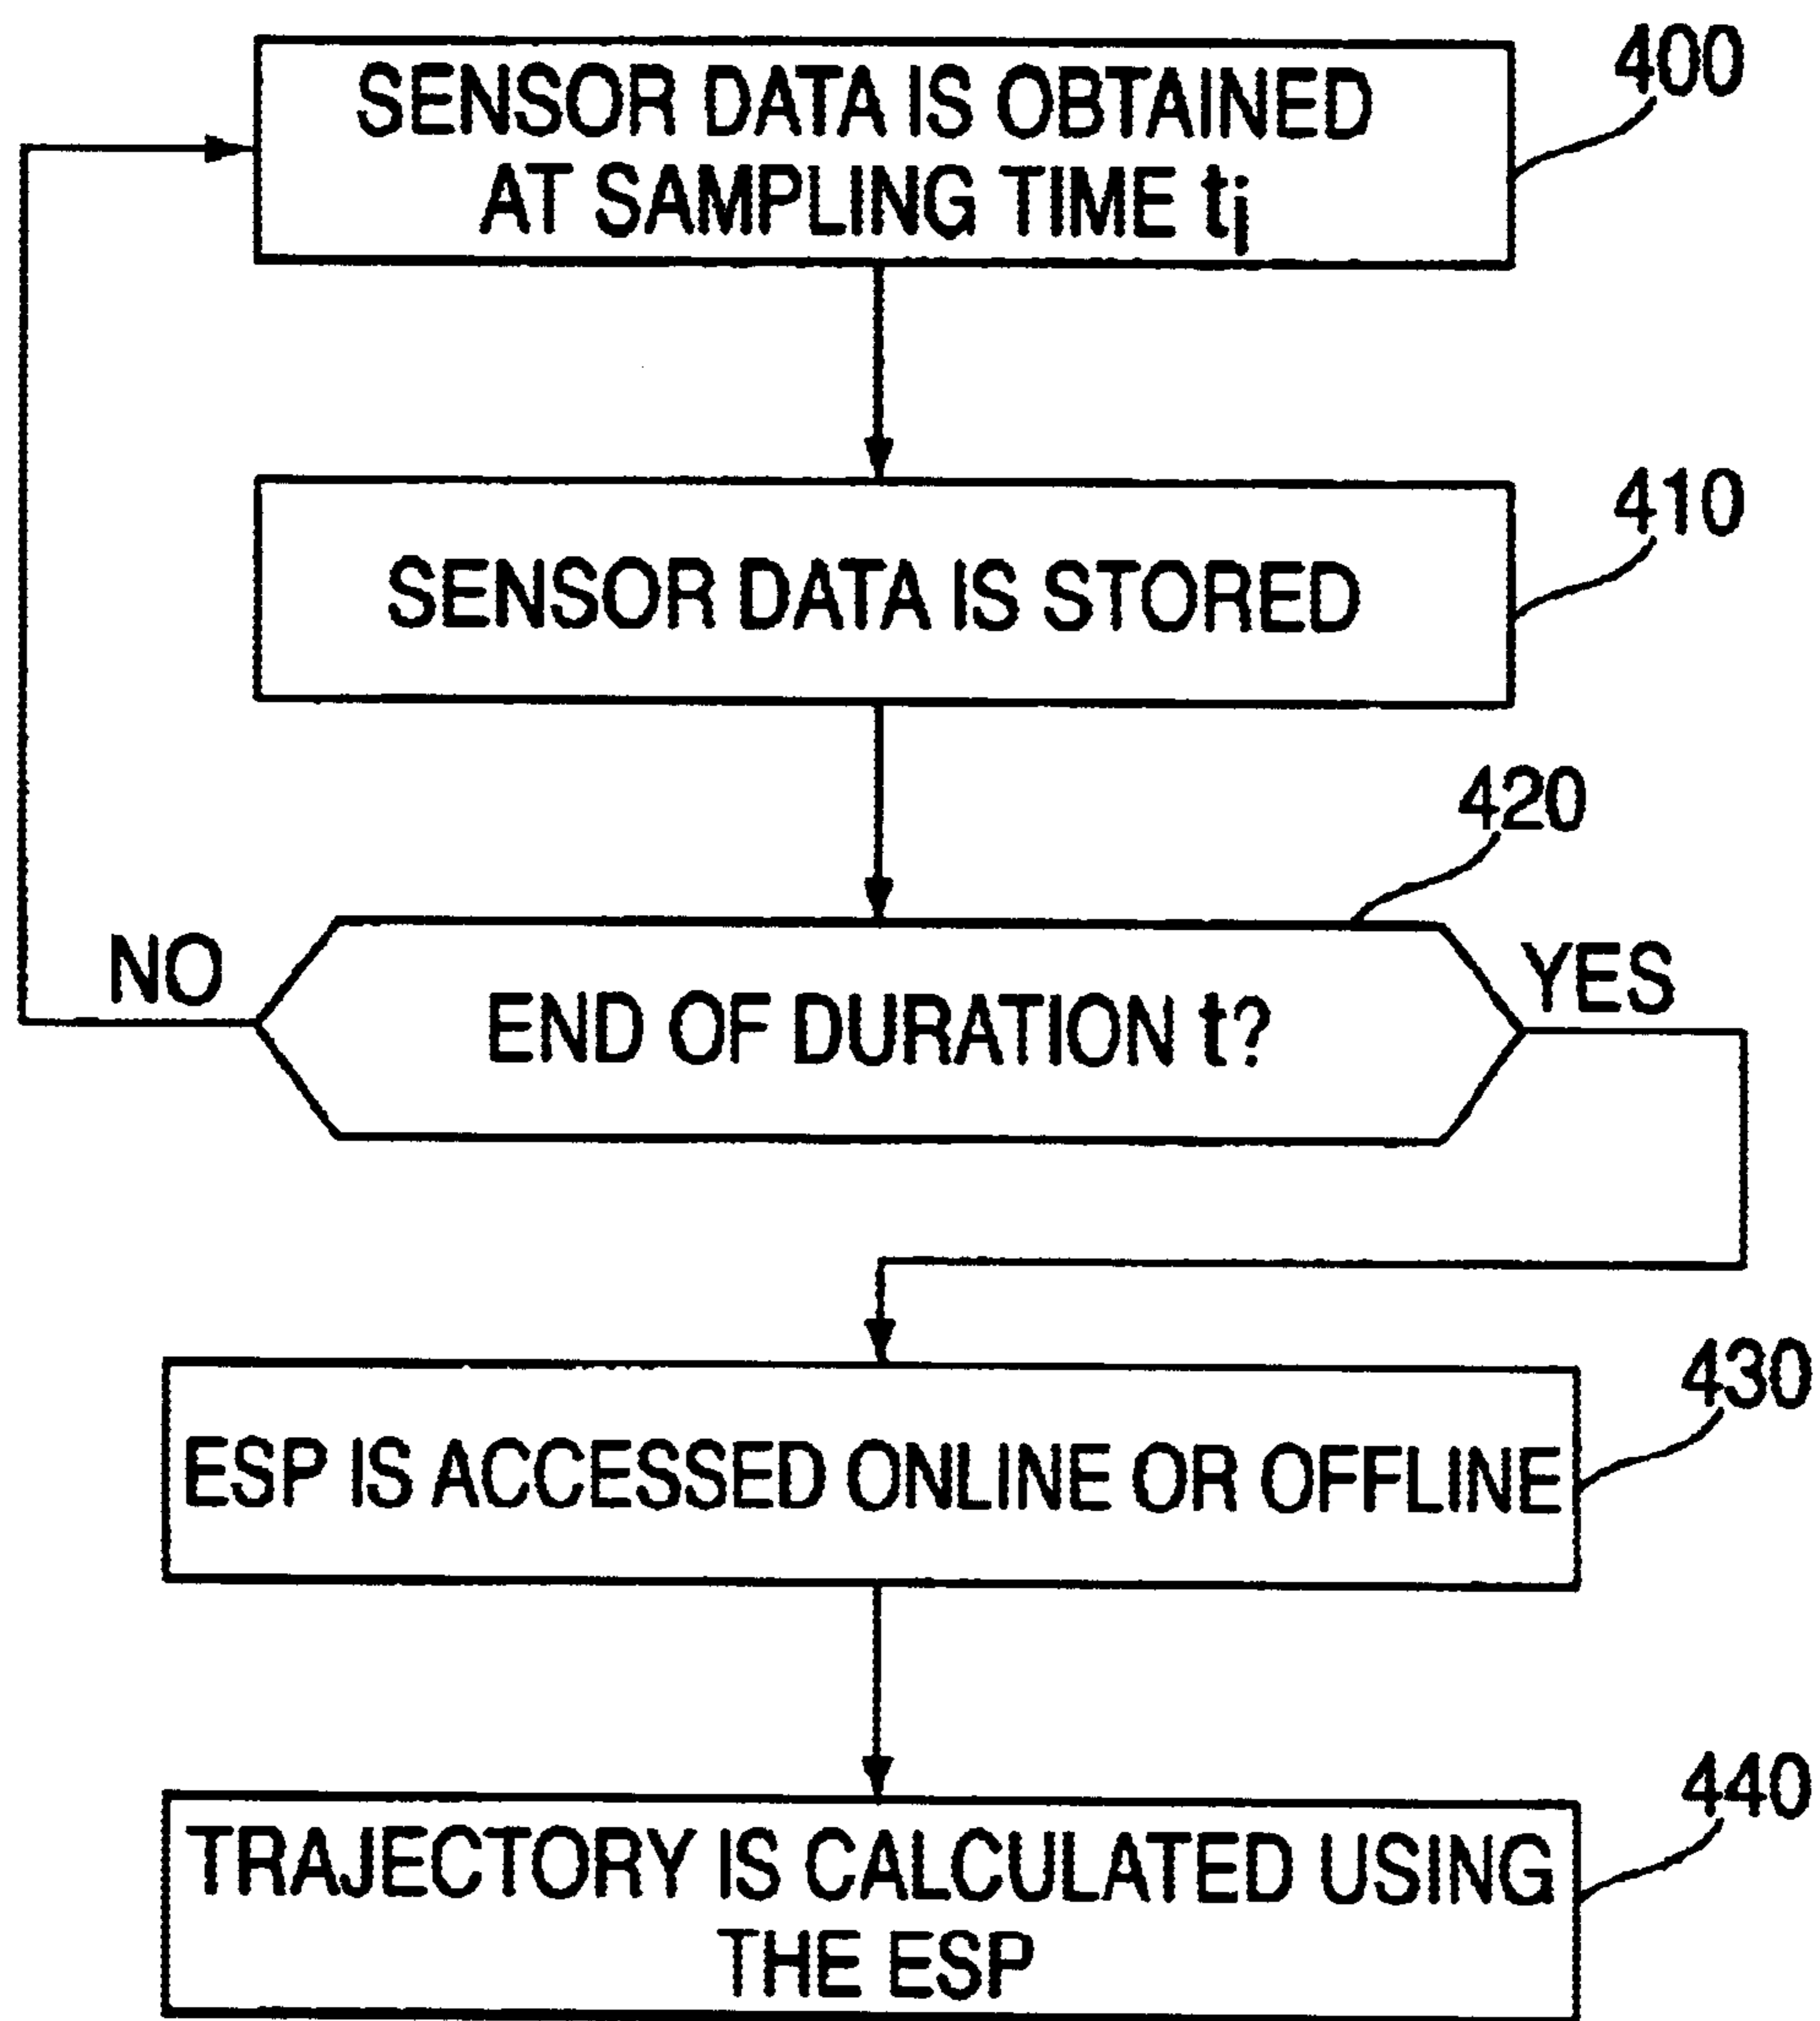 400
SENSOR DATA IS OBTAINED
AT SAMPLING TIME ti
410
SENSOR DATA IS STORED
420
NO
YES
END OF DURATION t?
430
ESP IS ACCESSED ONLINE OR OFFLINE
440
TRAJECTORY IS CALCULATED USING
THE ESP